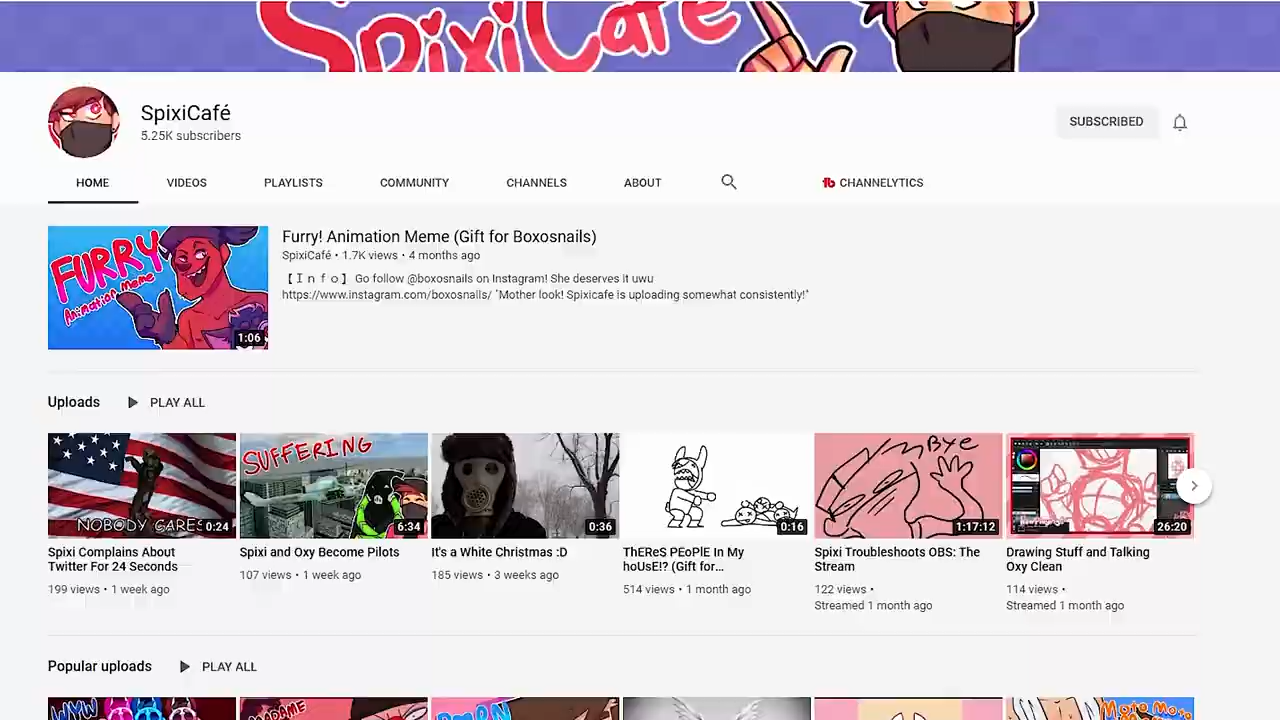 SpixiCafé
SpixiCafé
5.25K subscribers
SUBSCRIBED
HOME
VIDEOS
PLAYLISTS
COMMUNITY
CHANNELS
ABOUT
CHANNELYTICS
FURRY
Animation Meme
1:06
Furry! Animation Meme (Gift for Boxosnails)
SpixiCafé • 1.7K views • 4 months ago
【Ｉｎｆｏ】 Go follow @boxosnails on Instagram! She deserves it uwu
https://www.instagram.com/boxosnalls/ "Mother look! Spixicafe is uploading somewhat consistently!"
Uploads
PLAY ALL
NOBODY CARES
0:24
SUFFERING
6:34
0:36
0:16
BYE
1:17:12
26:20
Spixi Complains About
Twitter For 24 Seconds
199 views • 1 week ago
Spixi and Oxy Become Pilots
107 views • 1 week ago
It's a White Christmas :D
185 views • 3 weeks ago
ThEReS PEoPlE In My
hoUsE!? (Gift for...
514 views • 1 month ago
Spixi Troubleshoots OBS: The
Stream
122 views •
Streamed 1 month ago
Drawing Stuff and Talking
Oxy Clean
114 views •
Streamed 1 month ago
Popular uploads
PLAY ALL
WYW
MADAME
Moto Moto